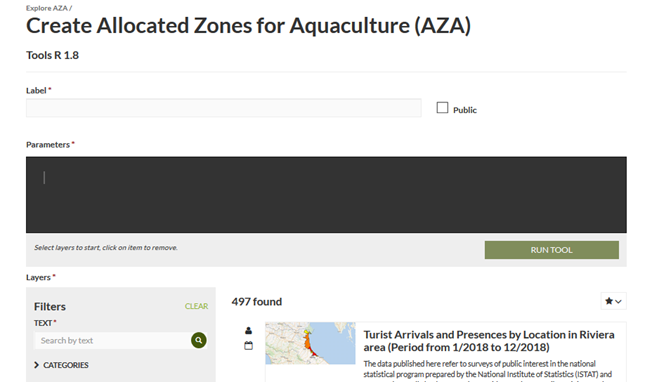 Explore AZA /
Create Allocated Zones for Aquaculture (AZA)
Tools R 1.8
Label *
Public
Parameters *
Select layers to start, click on item to remove.
RUN TOOL
Layers *
Filters
CLEAR
497 found
TEXT *
Search by text
Turist Arrivals and Presences by Location in Riviera
area (Period from 1/2018 to 12/2018)
CATEGORIES
The data published here refer to surveys of public interest in the national
statistical program prepared by the National Institute of Statistics (ISTAT) and